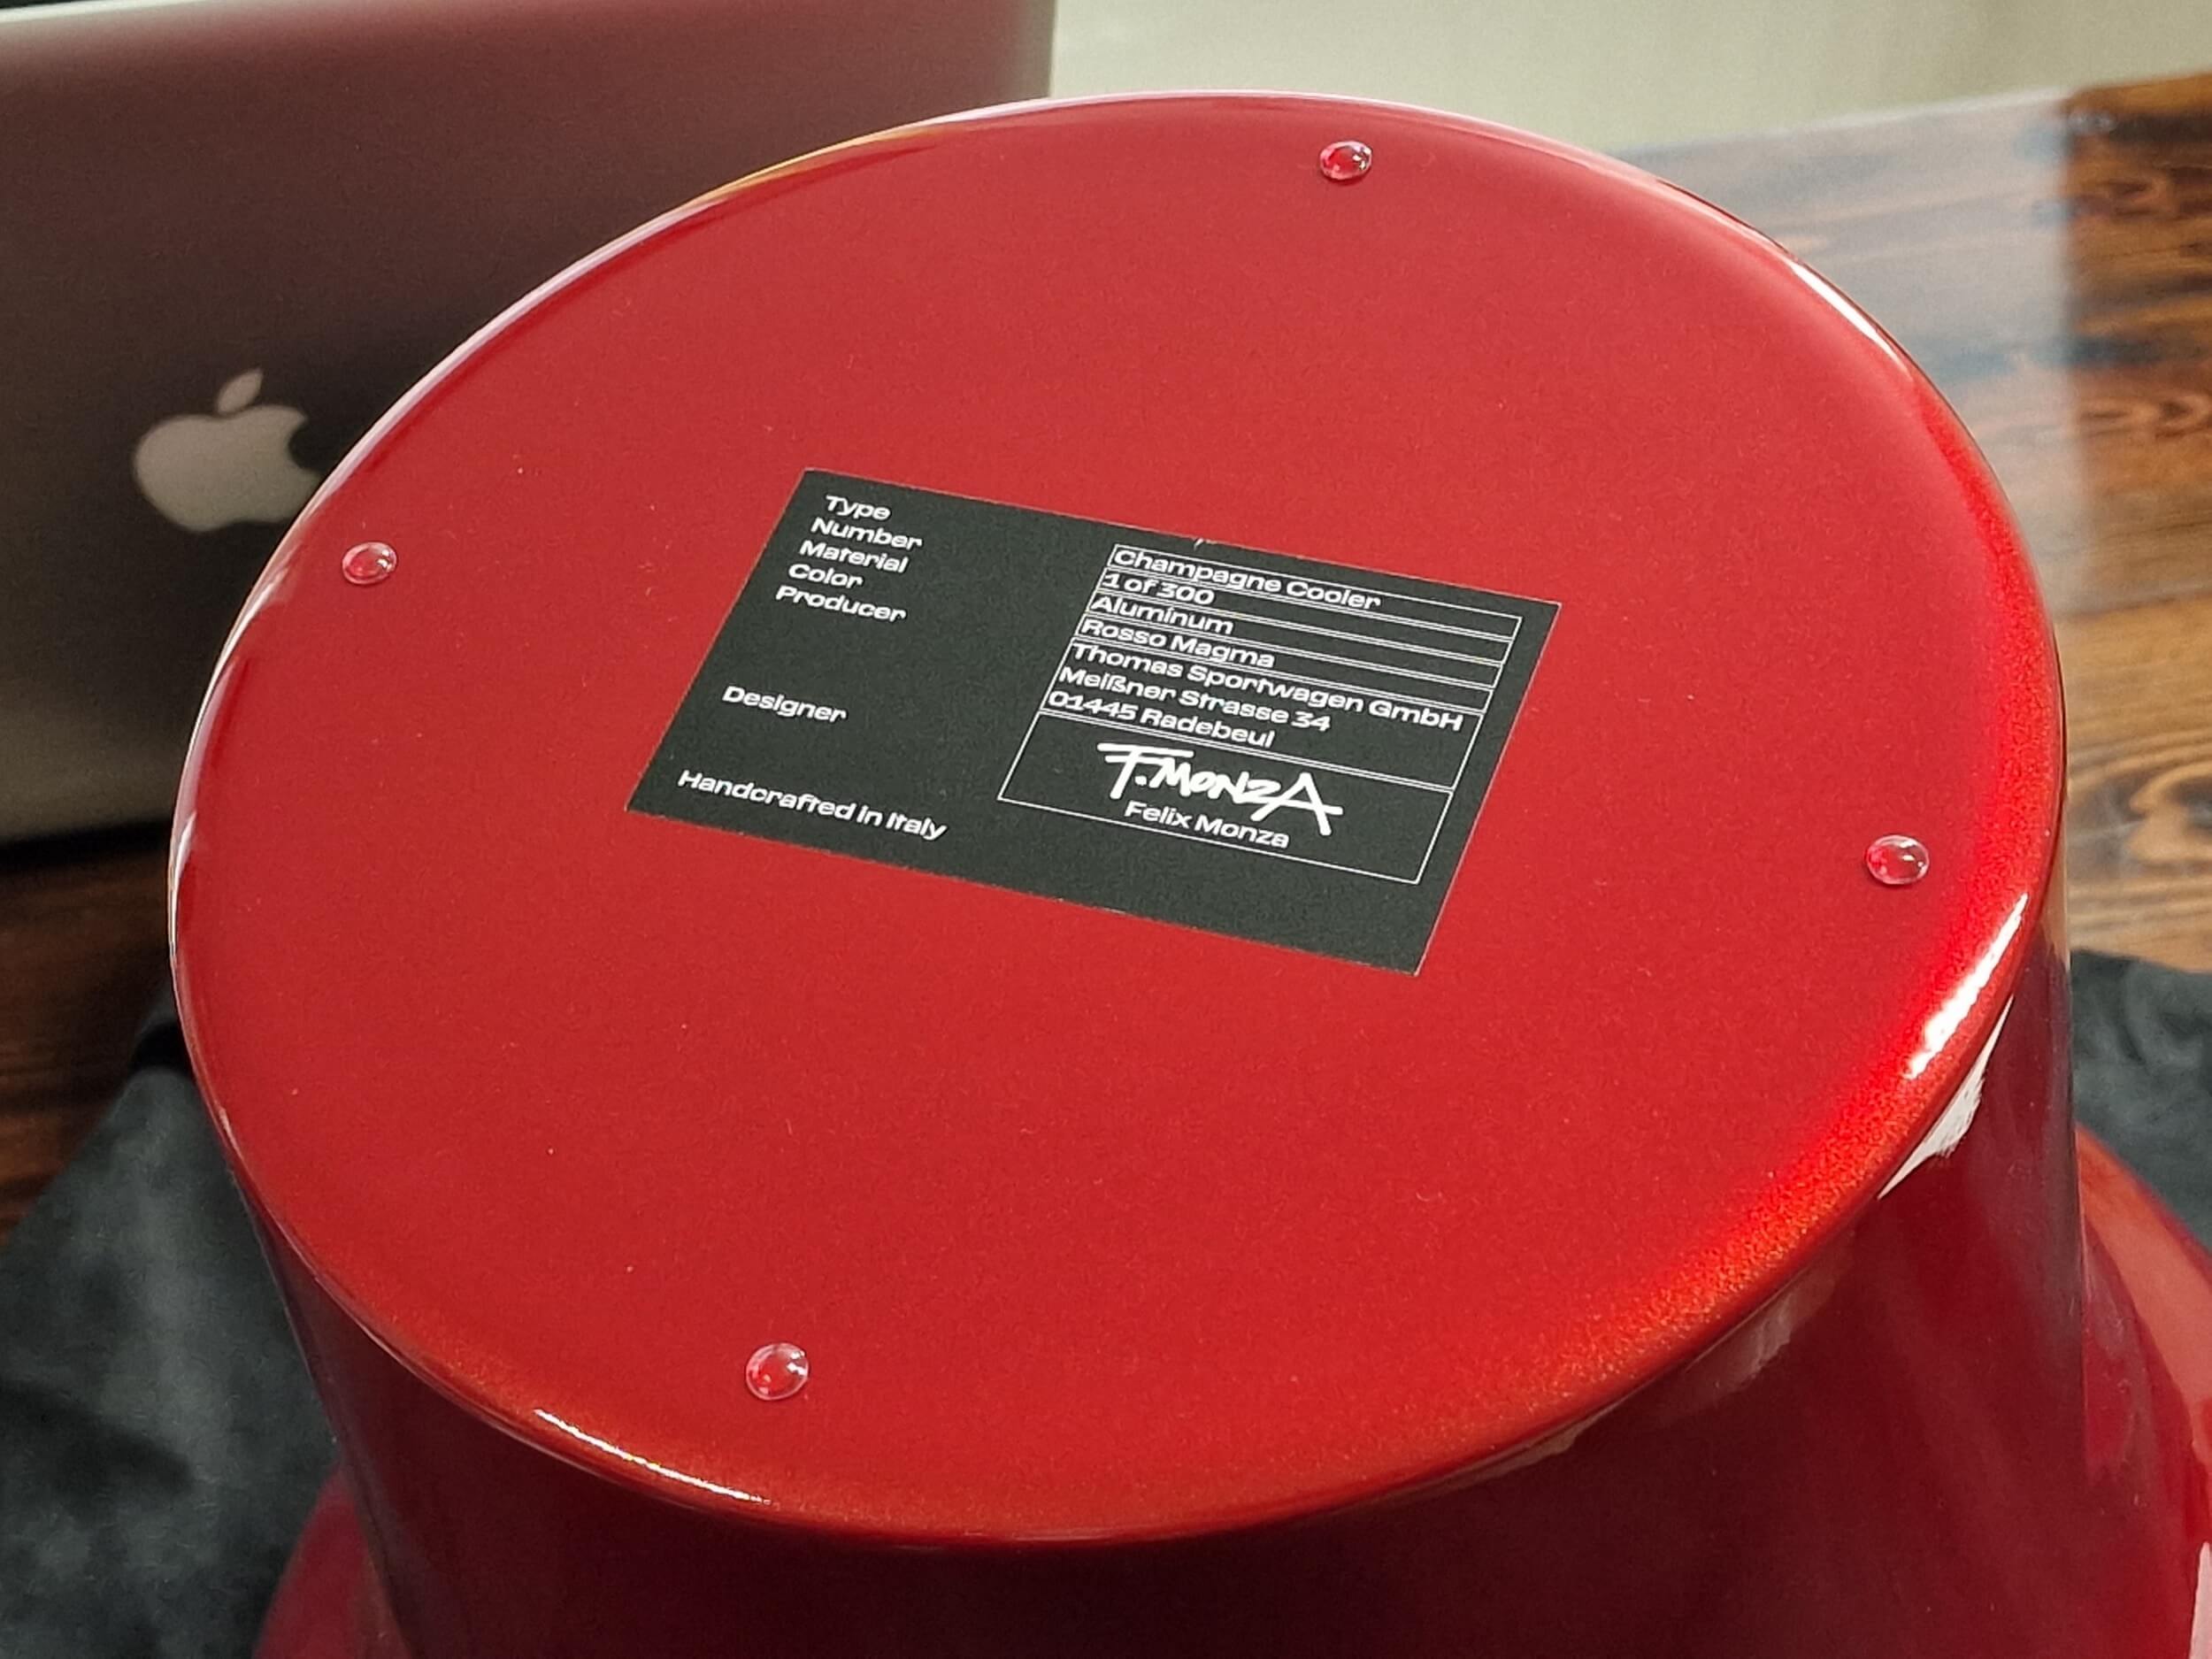 Type Champagne Cooler
Number 1 of 300
Material Aluminum
Color Rosso Magma
Producer Thomas Sportwagen GmbH
Meißner Strasse 34
01445 Radebeul
Designer F.MONZA
Felix Monza
Handcrafted in Italy